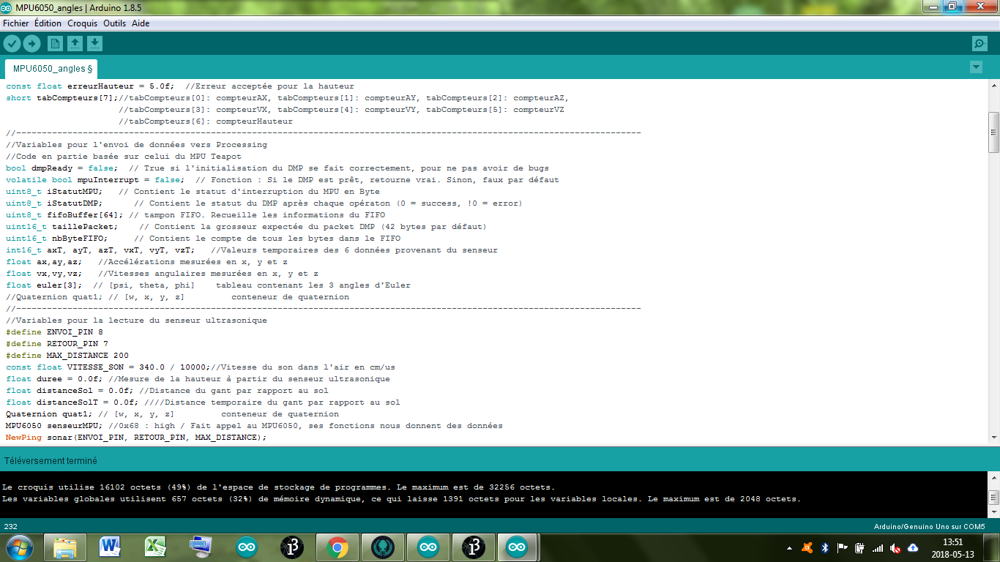 MPU6050_angles | Arduino 1.8.5
Fichier Édition Croquis Outils Aide
MPU6050_angles §
const float erreurHauteur = 5.0f;  //Erreur acceptée pour la hauteur
short tabCompteurs[7];//tabCompteurs[0]: compteurAX, tabCompteurs[1]: compteurAY, tabCompteurs[2]: compteurAZ,
//tabCompteurs[3]: compteurVX, tabCompteurs[4]: compteurVY, tabCompteurs[5]: compteurVZ
//tabCompteurs[6]: compteurHauteur
//--------------------------------------------------------------------------------------------------------------------------
//Variables pour l'envoi de données vers Processing
//Code en partie basée sur celui du MPU Teapot
bool dmpReady = false;  // True si l'initialisation du DMP se fait correctement, pour ne pas avoir de bugs
volatile bool mpuInterrupt = false;  // Fonction : Si le DMP est prêt, retourne vrai. Sinon, faux par défaut
uint8_t iStatutMPU;   // Contient le statut d'interruption du MPU en Byte
uint8_t iStatutDMP;      // Contient le statut du DMP après chaque opératon (0 = success, !0 = error)
uint8_t fifoBuffer[64]; // tampon FIFO. Recueille les informations du FIFO
uint16_t taillePacket;    // Contient la grosseur expectée du packet DMP (42 bytes par défaut)
uint16_t nbByteFIFO;     // Contient le compte de tous les bytes dans le FIFO
int16_t axT, ayT, azT, vxT, vyT, vzT;   //Valeurs temporaires des 6 données provenant du senseur
float ax,ay,az;   //Accélérations mesurées en x, y et z
float vx,vy,vz;   //Vitesses angulaires mesurées en x, y et z
float euler[3];  // [psi, theta, phi]    tableau contenant les 3 angles d'Euler
//Quaternion quat1; // [w, x, y, z]         conteneur de quaternion
//--------------------------------------------------------------------------------------------------------------------------
//Variables pour la lecture du senseur ultrasonique
#define ENVOI_PIN 8
#define RETOUR_PIN 7
#define MAX_DISTANCE 200
const float VITESSE_SON = 340.0 / 10000;//Vitesse du son dans l'air en cm/us
float duree = 0.0f; //Mesure de la hauteur à partir du senseur ultrasonique
float distanceSol = 0.0f; //Distance du gant par rapport au sol
float distanceSolT = 0.0f; ////Distance temporaire du gant par rapport au sol
Quaternion quat1; // [w, x, y, z]         conteneur de quaternion
MPU6050 senseurMPU; //0x68 : high / Fait appel au MPU6050, ses fonctions nous donnent des données
NewPing sonar(ENVOI_PIN, RETOUR_PIN, MAX_DISTANCE);
Téléversement terminé
Le croquis utilise 16102 octets (49%) de l'espace de stockage de programmes. Le maximum est de 32256 octets.
Les variables globales utilisent 657 octets (32%) de mémoire dynamique, ce qui laisse 1391 octets pour les variables locales. Le maximum est de 2048 octets.
232
Arduino/Genuino Uno sur COM5
13:51
2018-05-13